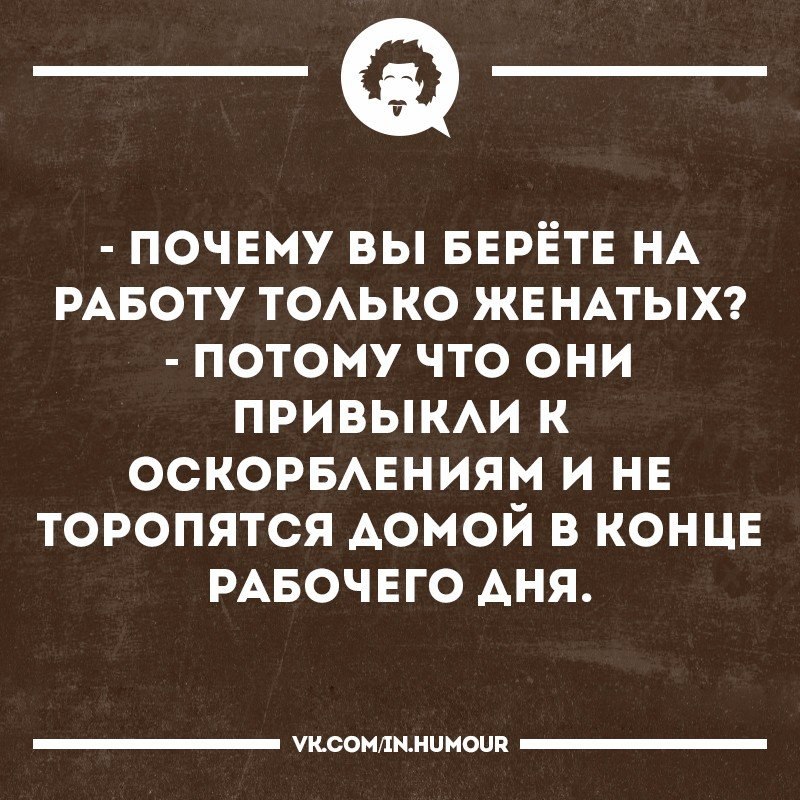 - ПОЧЕМУ ВЫ БЕРЁТЕ НА
РАБОТУ ТОЛЬКО ЖЕНАТЫХ?
- ПОТОМУ ЧТО ОНИ
ПРИВЫКЛИ К
ОСКОРБЛЕНИЯМ И НЕ
ТОРОПЯТСЯ ДОМОЙ В КОНЦЕ
РАБОЧЕГО ДНЯ.
VK.COM/IN.HUMOUR